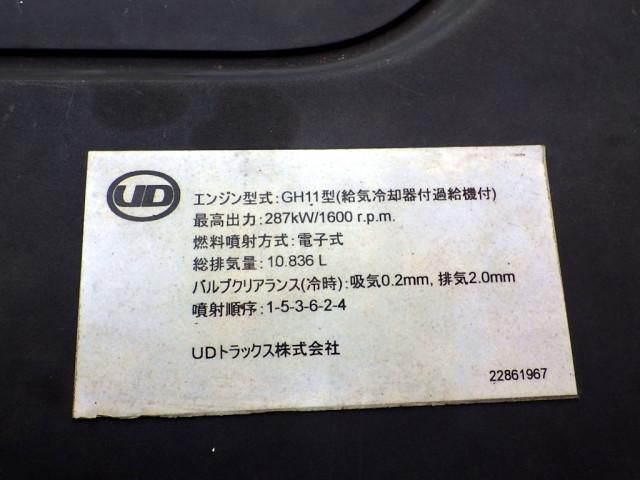 UD
エンジン型式:GH11型(給気冷却器付過給機付)
最高出力:287kW/1600 r.p.m.
燃料噴射方式:電子式
総排気量:10.836 L
バルブクリアランス(冷時):吸気0.2mm, 排気2.0mm
噴射順序:1-5-3-6-2-4
UDトラックス株式会社
22861967